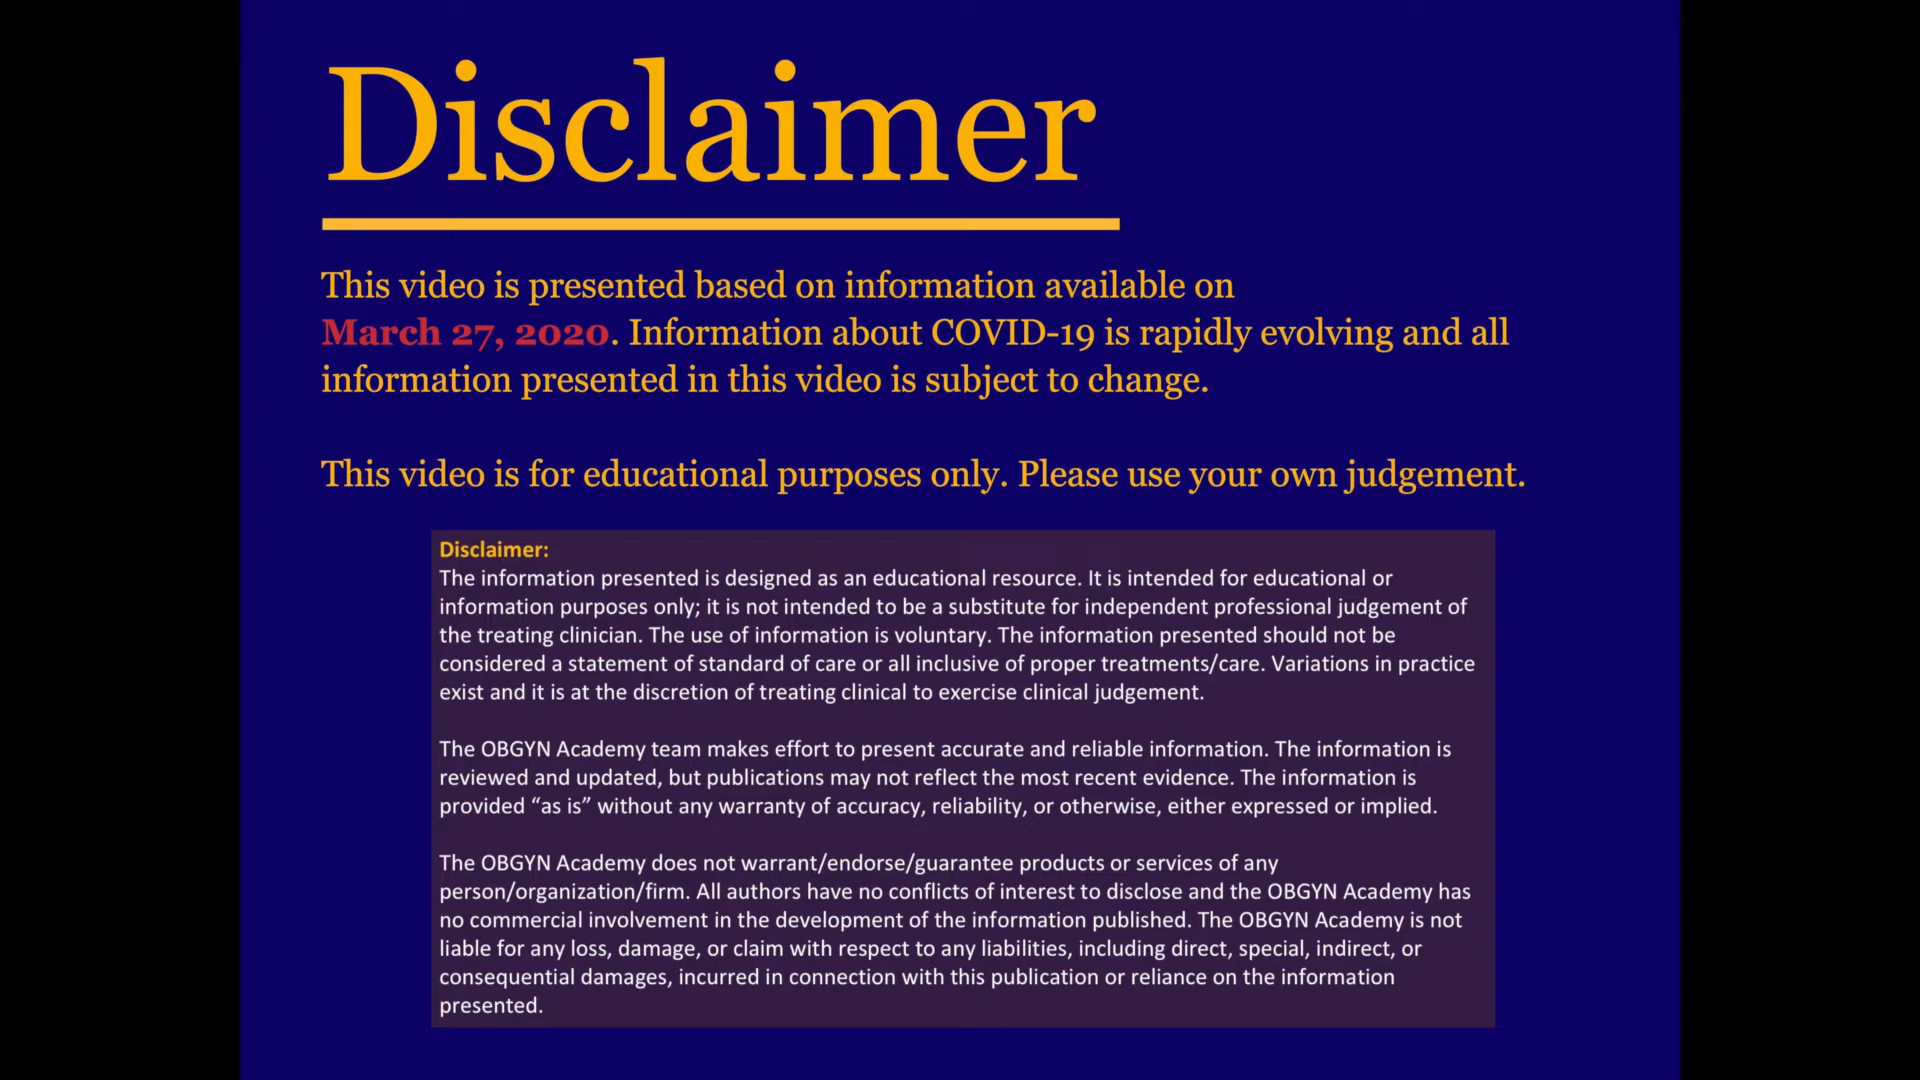 Disclaimer
This video is presented based on information available on
March 27, 2020. Information about COVID-19 is rapidly evolving and all
information presented in this video is subject to change.
This video is for educational purposes only. Please use your own judgement.
Disclaimer:
The information presented is designed as an educational resource. It is intended for educational or
information purposes only; it is not intended to be a substitute for independent professional judgement of
the treating clinician. The use of information is voluntary. The information presented should not be
considered a statement of standard of care or all inclusive of proper treatments/care. Variations in practice
exist and it is at the discretion of treating clinical to exercise clinical judgement.
The OBGYN Academy team makes effort to present accurate and reliable information. The information is
reviewed and updated, but publications may not reflect the most recent evidence. The information is
provided “as is” without any warranty of accuracy, reliability, or otherwise, either expressed or implied.
The OBGYN Academy does not warrant/endorse/guarantee products or services of any
person/organization/firm. All authors have no conflicts of interest to disclose and the OBGYN Academy has
no commercial involvement in the development of the information published. The OBGYN Academy is not
liable for any loss, damage, or claim with respect to any liabilities, including direct, special, indirect, or
consequential damages, incurred in connection with this publication or reliance on the information
presented.